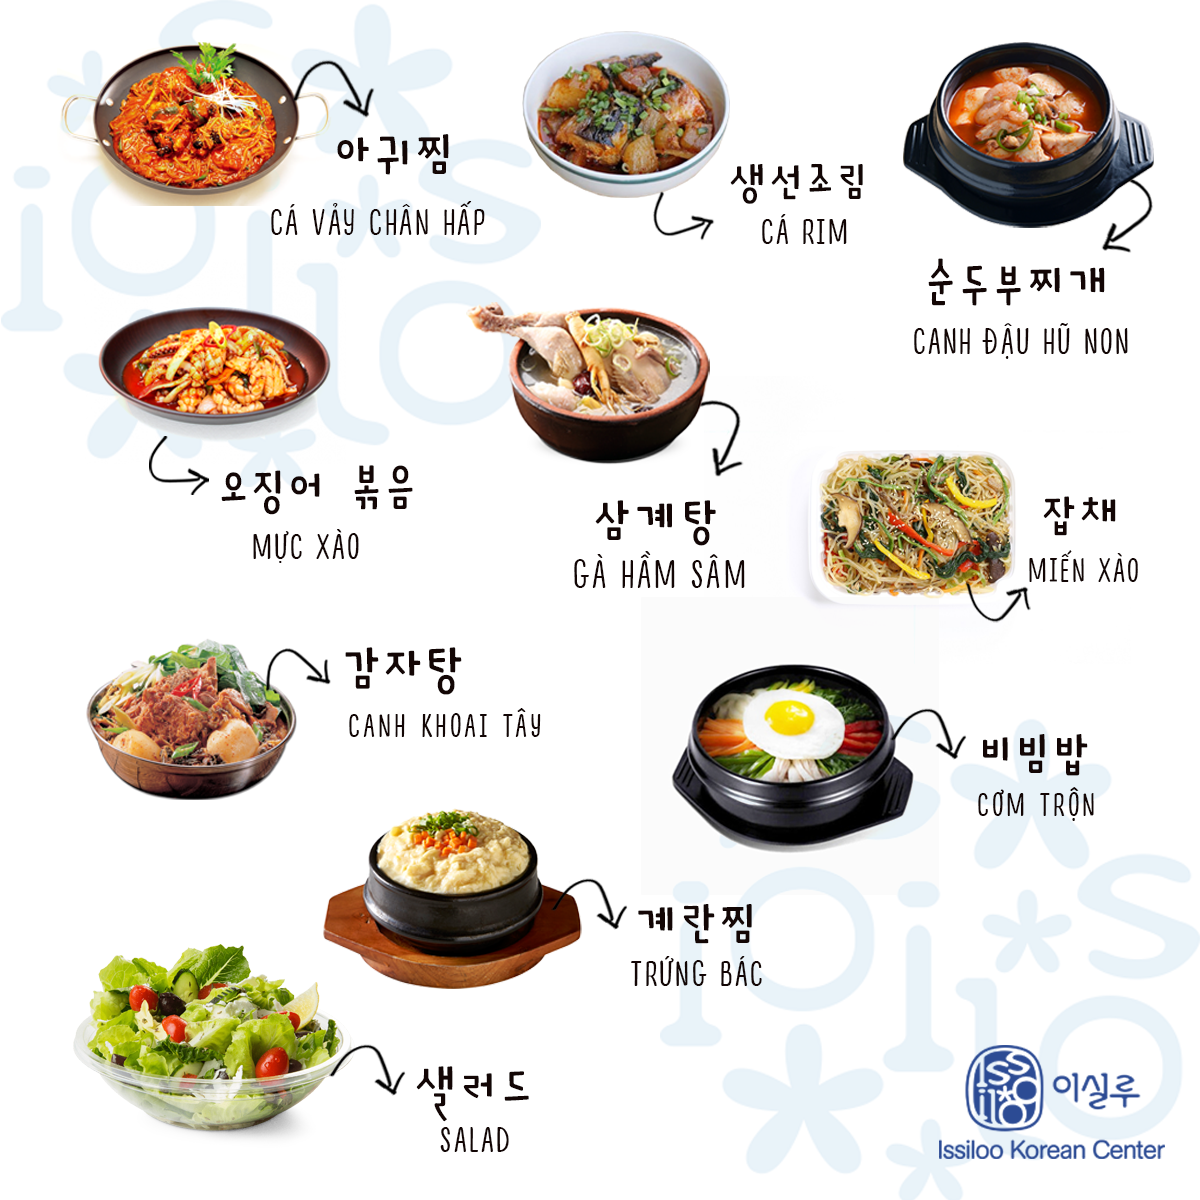 아귀찜
CÁ VẢY CHÂN HẤP
생선조림
CÁ RIM
순두부찌개
CANH ĐẬU HŨ NON
오징어 볶음
MỰC XÀO
삼계탕
GÀ HẦM SÂM
잡채
MIẾN XÀO
감자탕
CANH KHOAI TÂY
비빔밥
CƠM TRỘN
계란찜
TRỨNG BÁC
샐러드
SALAD
이실루
Issiloo Korean Center